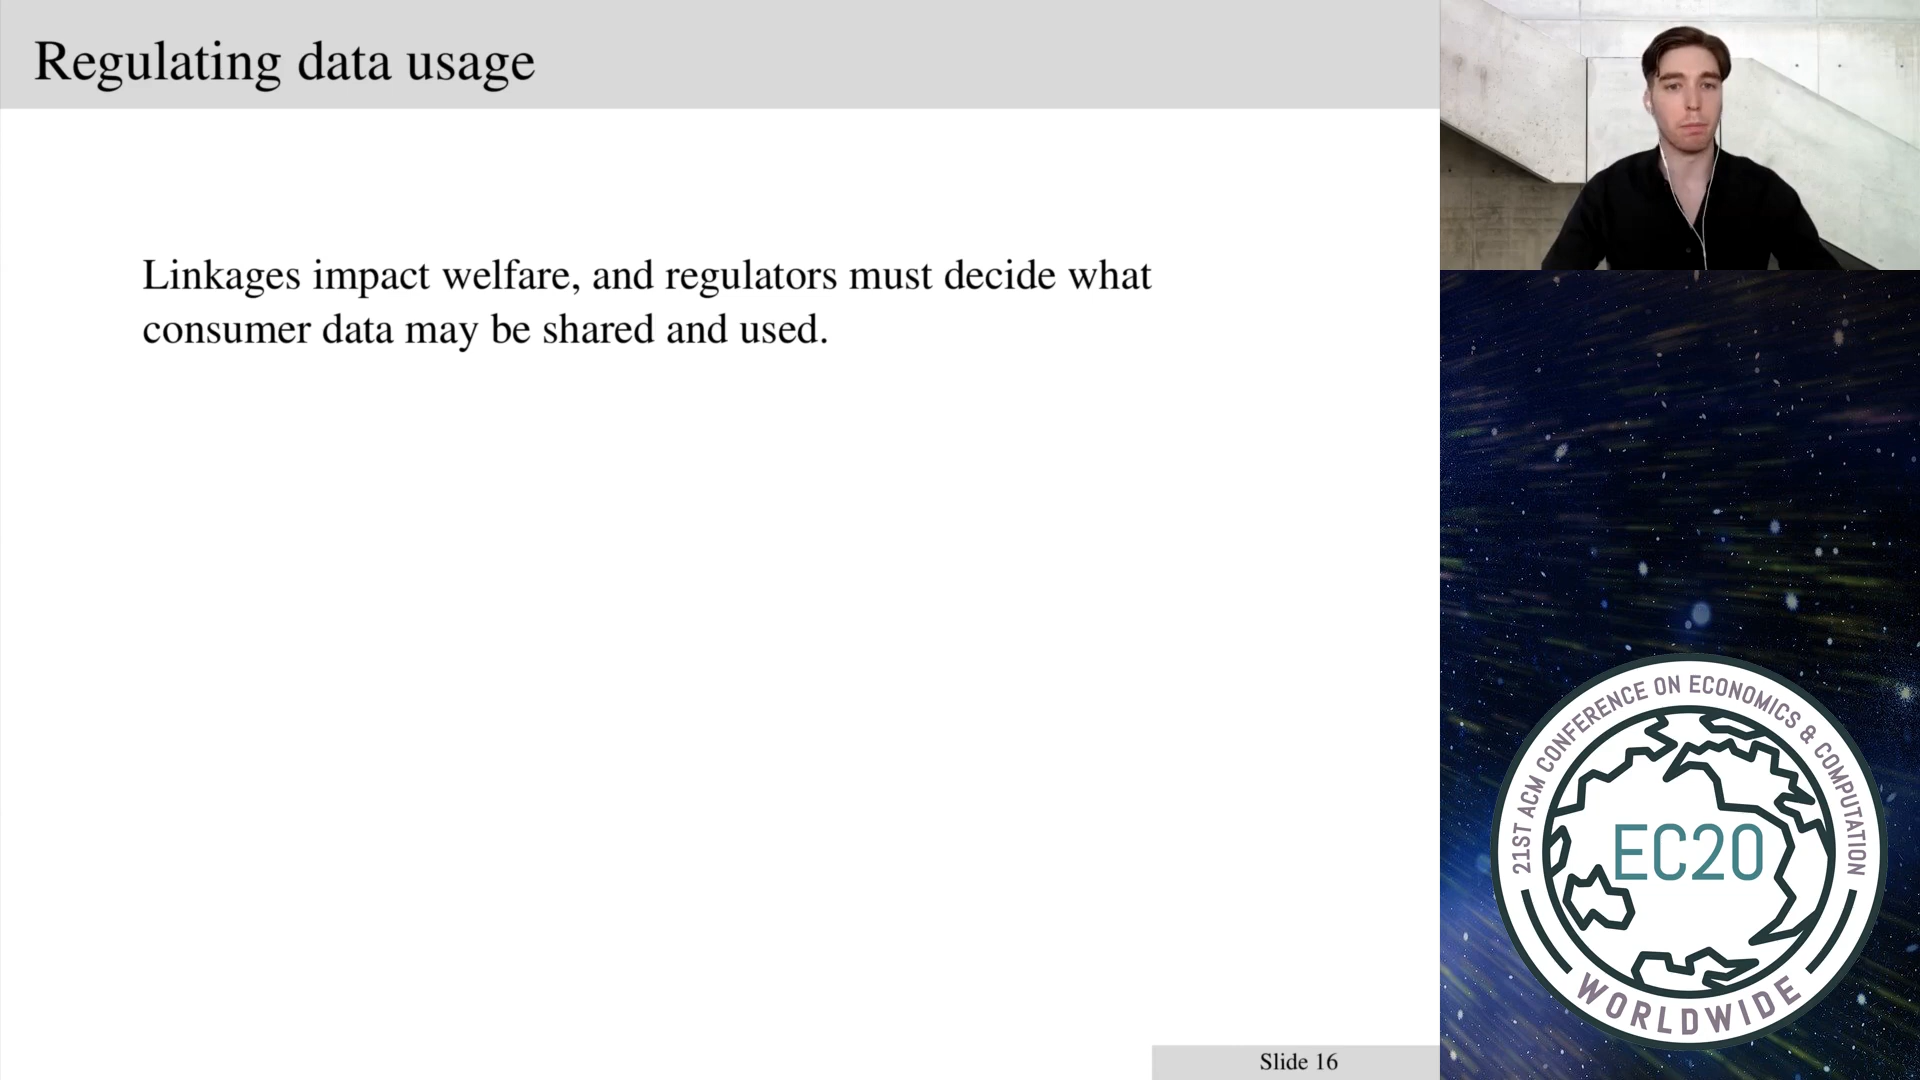 Regulating data usage
Linkages impact welfare, and regulators must decide what
consumer data may be shared and used.
Slide 16
21ST ACM CONFERENCE ON ECONOMICS & COMPUTATION
EC20
WORLDWIDE